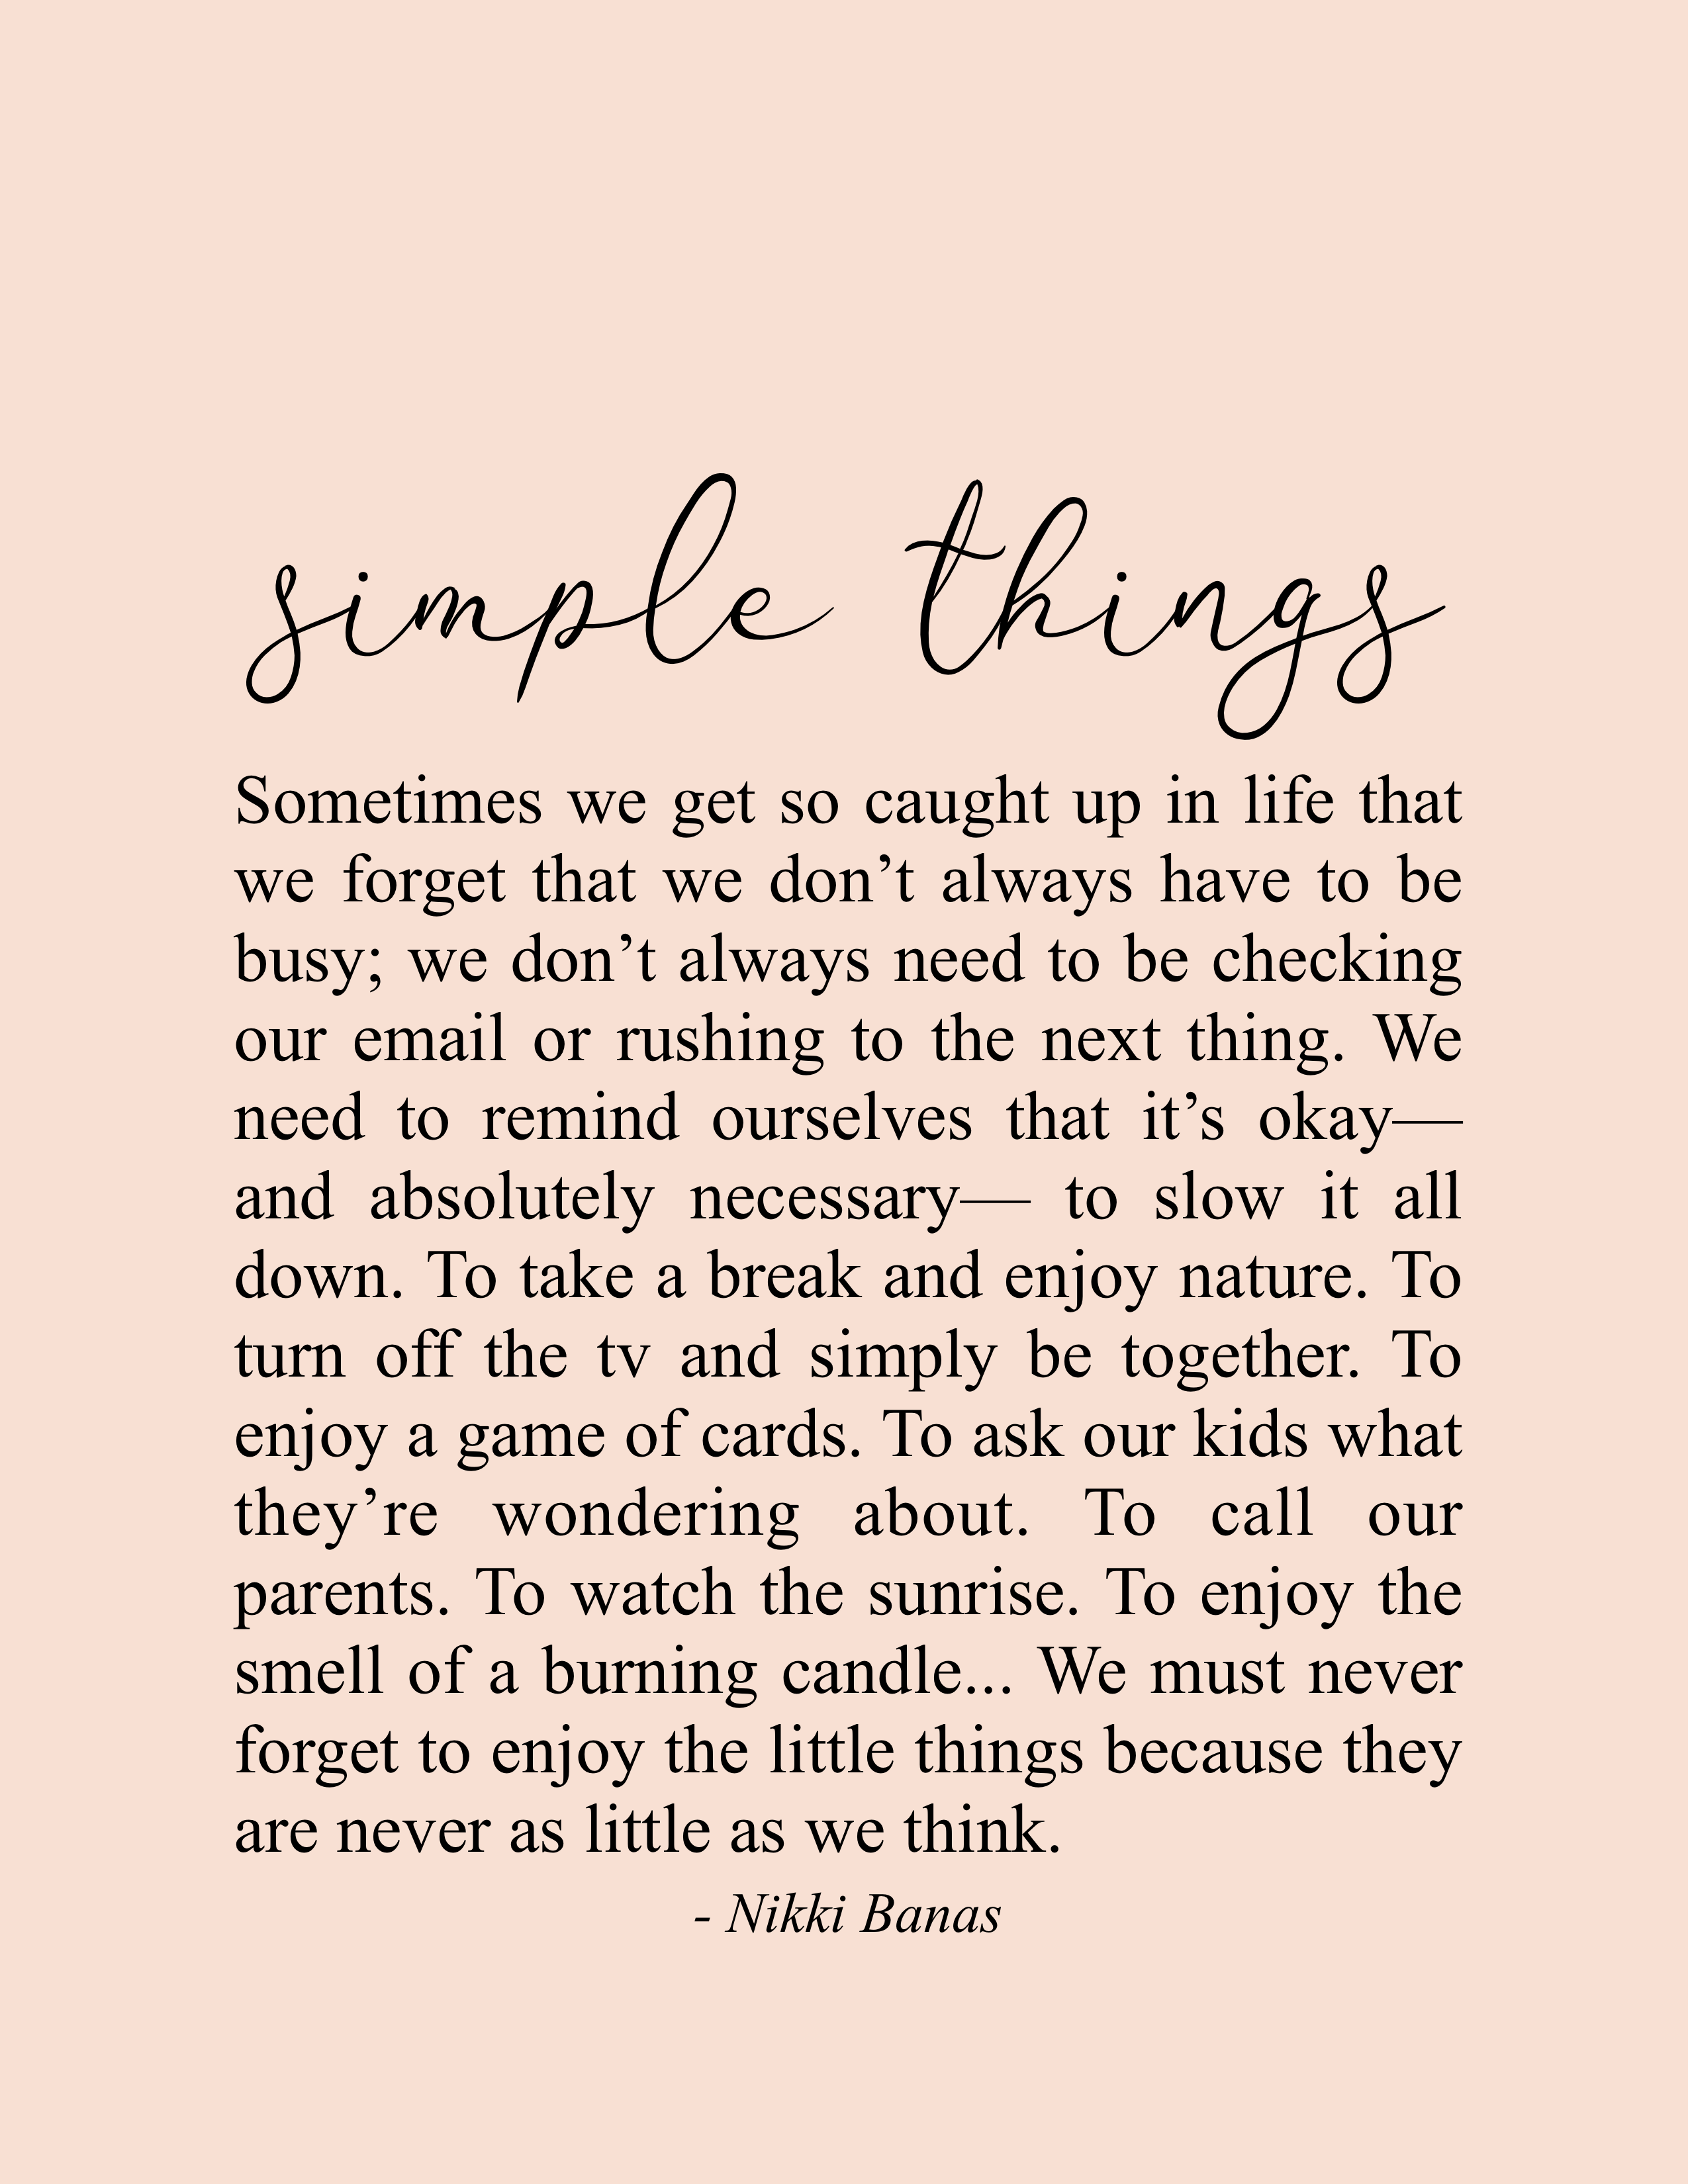 simple things
Sometimes we get so caught up in life that
we forget that we don’t always have to be
busy; we don’t always need to be checking
our email or rushing to the next thing. We
need to remind ourselves that it’s okay—
and absolutely necessary— to slow it all
down. To take a break and enjoy nature. To
turn off the tv and simply be together. To
enjoy a game of cards. To ask our kids what
they’re wondering about. To call our
parents. To watch the sunrise. To enjoy the
smell of a burning candle... We must never
forget to enjoy the little things because they
are never as little as we think.
- Nikki Banas